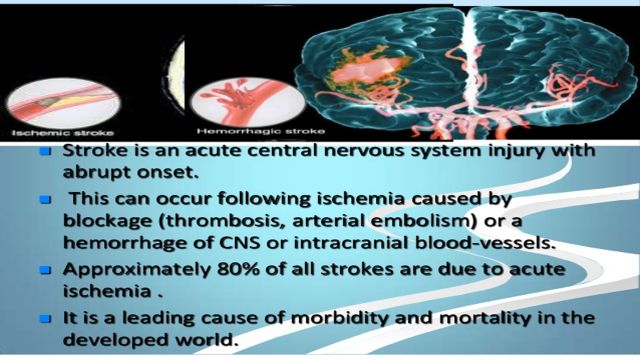 Ischemic stroke
Hemorrhagic stroke
Stroke is an acute central nervous system injury with
abrupt onset.
This can occur following ischemia caused by
blockage (thrombosis, arterial embolism) or a
hemorrhage of CNS or intracranial blood-vessels.
Approximately 80% of all strokes are due to acute
ischemia .
It is a leading cause of morbidity and mortality in the
developed world.